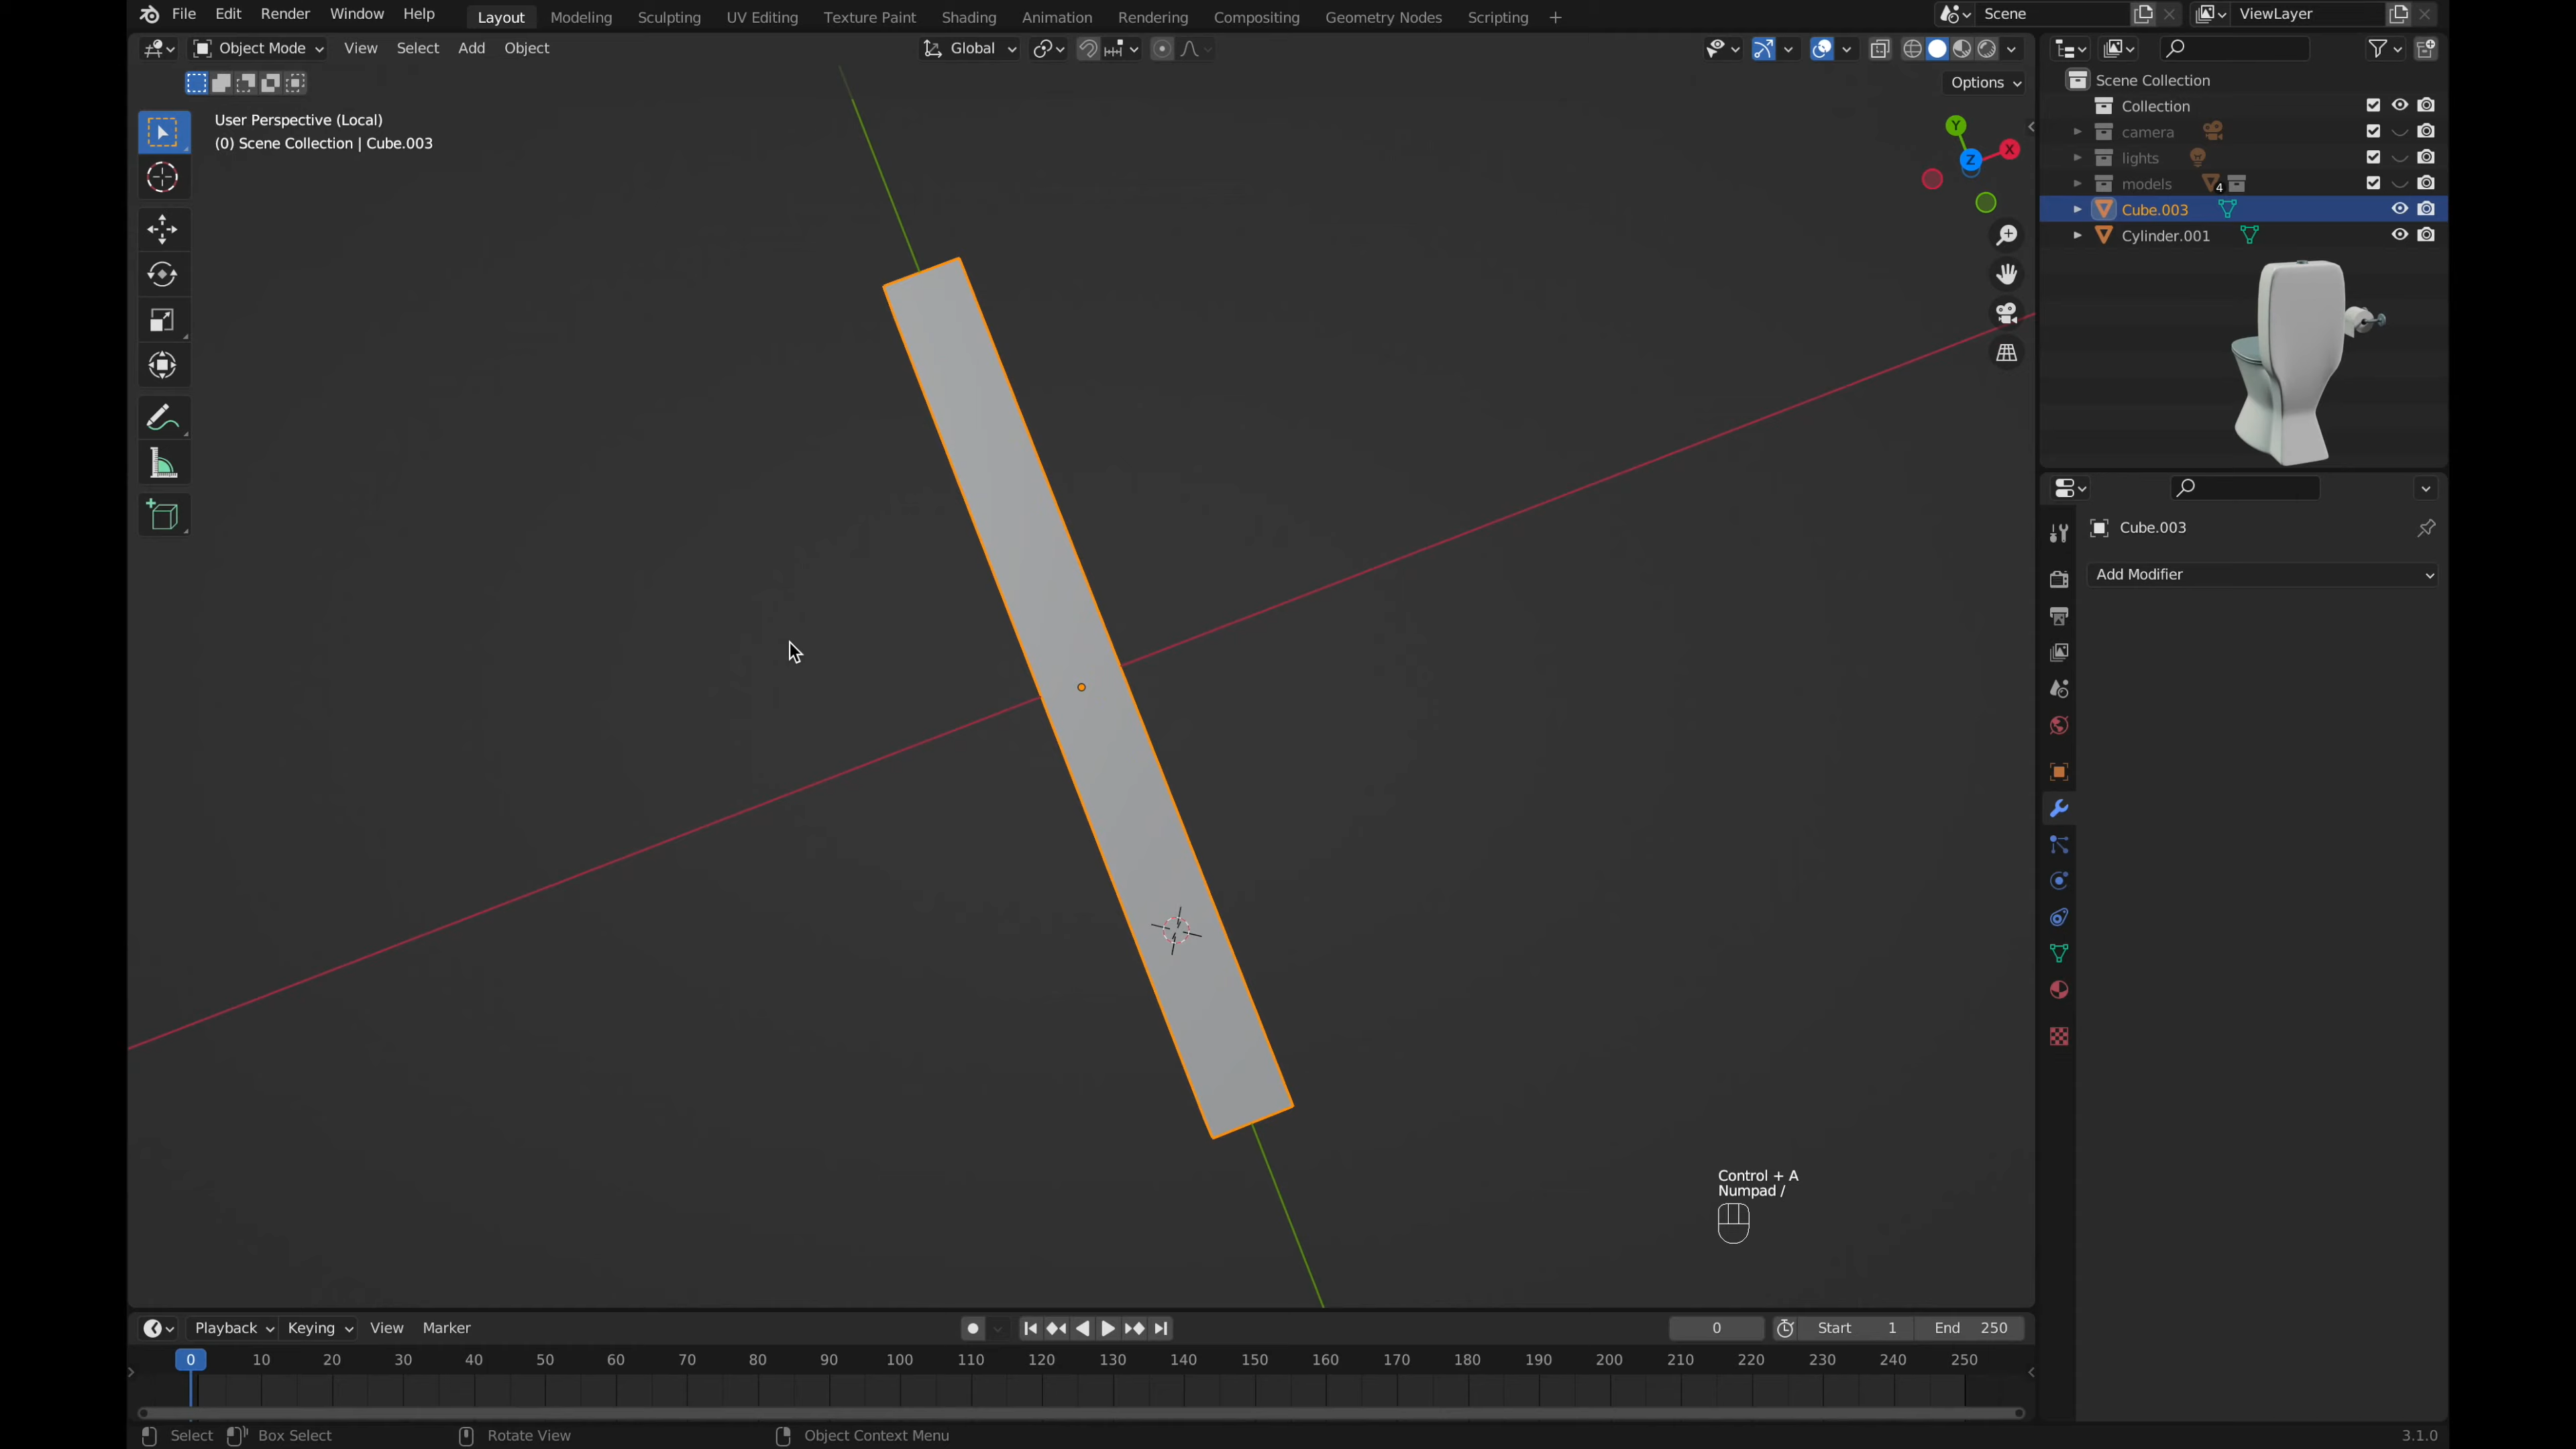 File Edit Render Window Help Layout Modeling Sculpting UV Editing Texture Paint Shading Animation Rendering Compositing Geometry Nodes Scripting + Scene ViewLayer
Object Mode View Select Add Object Global
Options
User Perspective (Local)
(0) Scene Collection | Cube.003
Y
X
Z
Scene Collection
Collection
camera
lights
models 4
Cube.003
Cylinder.001
Cube.003
Add Modifier
Control + A
Numpad /
Playback Keying View Marker 0 Start 1 End 250
0 10 20 30 40 50 60 70 80 90 100 110 120 130 140 150 160 170 180 190 200 210 220 230 240 250
Select Box Select Rotate View Object Context Menu 3.1.0